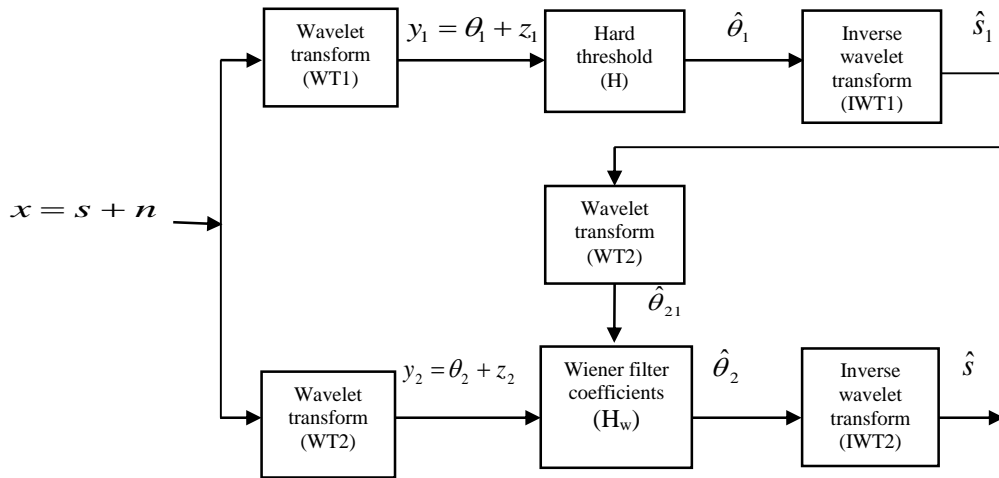 Wavelet
transform
(WT1)
y₁ = θ₁ + z₁
Hard
threshold
(H)
θ̂₁
Inverse
wavelet
transform
(IWT1)
ŝ₁
x = s + n
Wavelet
transform
(WT2)
θ̂₂₁
Wavelet
transform
(WT2)
y₂ = θ₂ + z₂
Wiener filter
coefficients
(H_w)
θ̂₂
Inverse
wavelet
transform
(IWT2)
ŝ